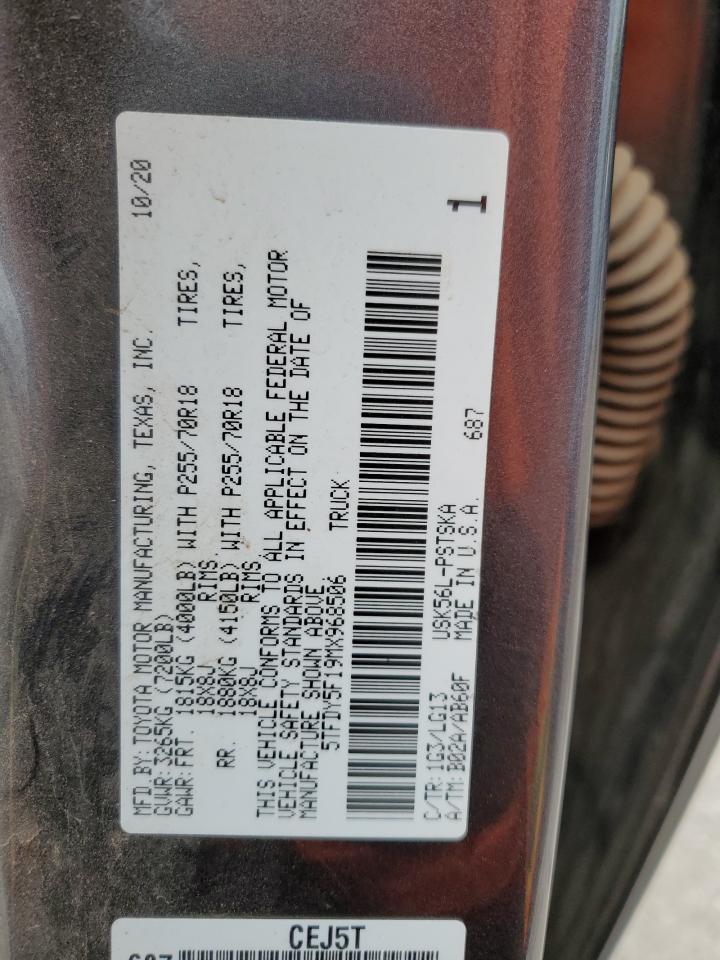 MFD.BY: TOYOTA MOTOR MANUFACTURING, TEXAS, INC. 10/20
GVWR: 3265KG (7200LB)
GAWR:FRT. 1815KG (4000LB) WITH P255/70R18 TIRES,
18X8J RIMS,
RR. 1880KG (4150LB) WITH P255/70R18 TIRES,
18X8J RIMS
THIS VEHICLE CONFORMS TO ALL APPLICABLE FEDERAL MOTOR
VEHICLE SAFETY STANDARDS IN EFFECT ON THE DATE OF
MANUFACTURE SHOWN ABOVE
5TFDY5F19MX968506 TRUCK
C/TR: 1G3/LG13 USK56L-PSTSKA 687
A/TM: B02A/AB60F MADE IN U.S.A.
1
CEJ5T
687